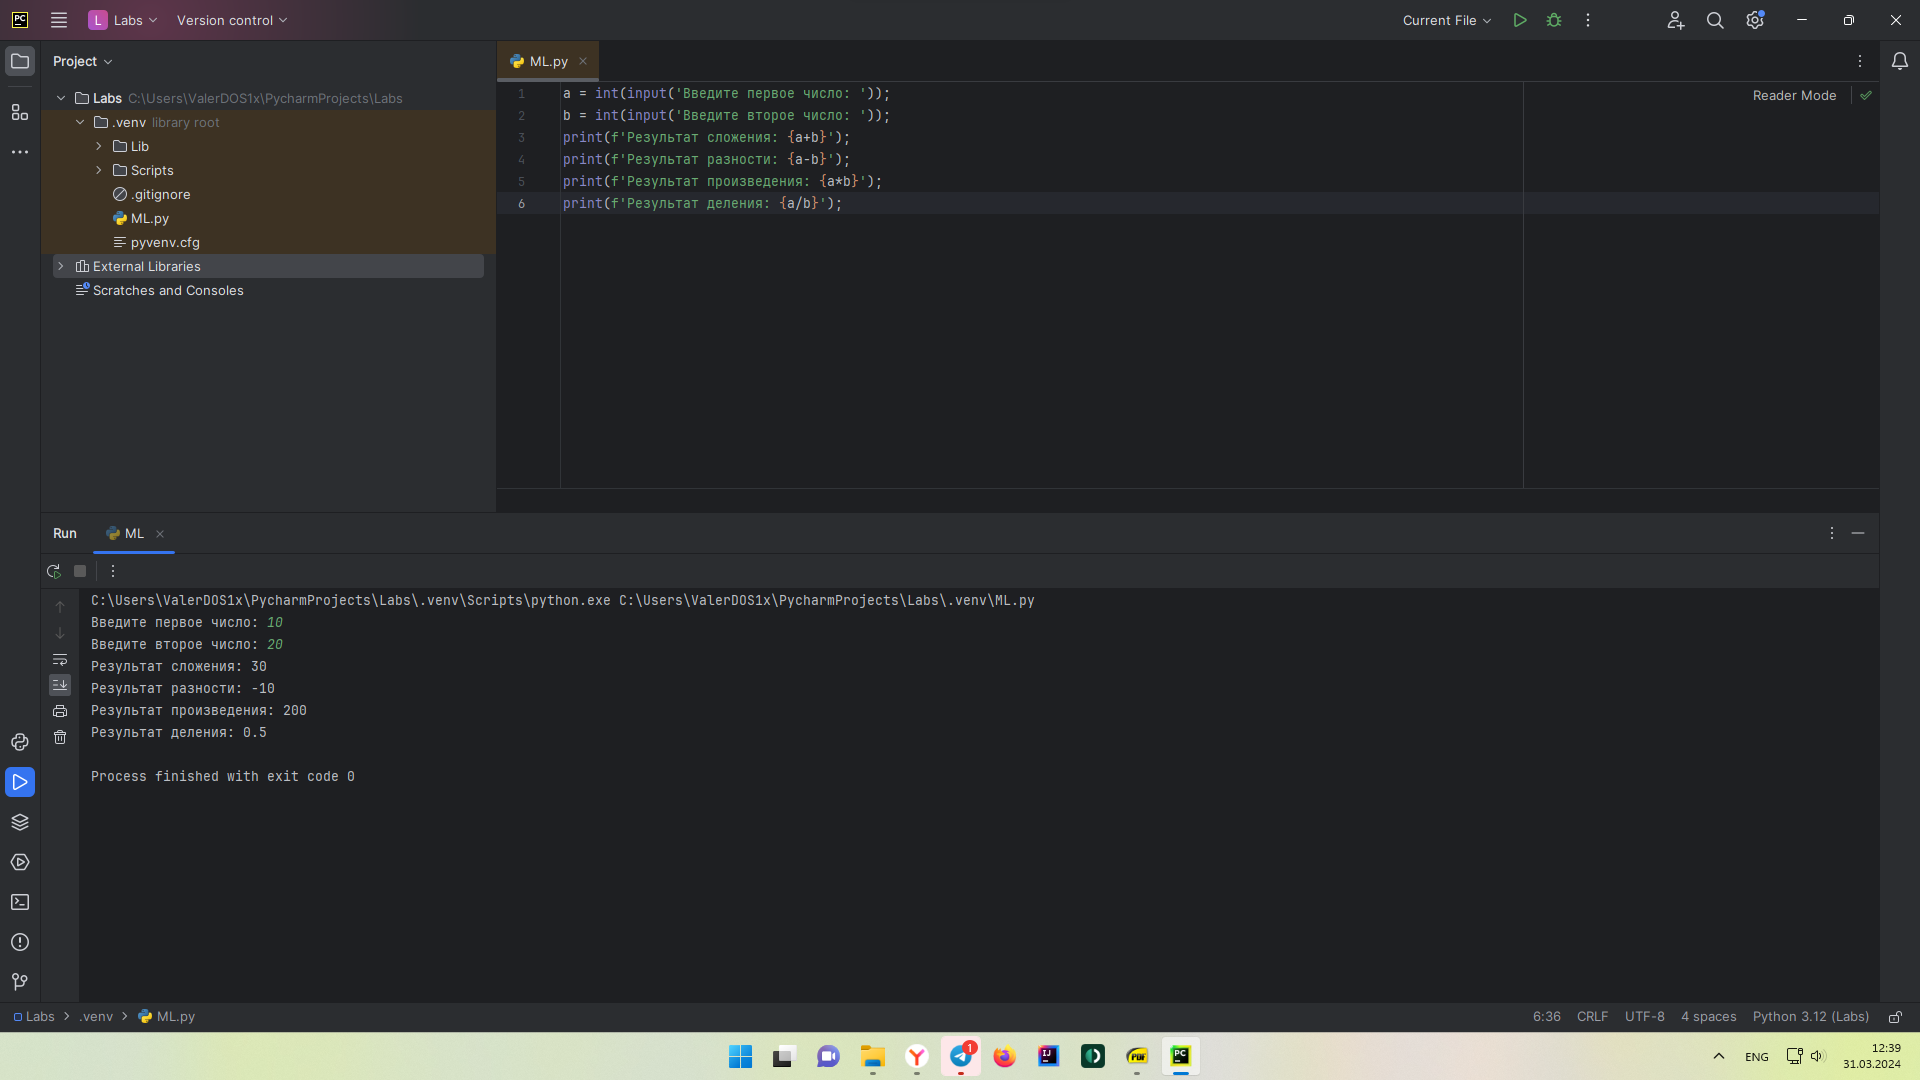 PC
L Labs Version control
Current File
Project
ML.py
Labs C:\Users\ValerDOS1x\PycharmProjects\Labs
.venv library root
Lib
Scripts
.gitignore
ML.py
pyvenv.cfg
External Libraries
Scratches and Consoles
Reader Mode
1 a = int(input('Введите первое число: '));
2 b = int(input('Введите второе число: '));
3 print(f'Результат сложения: {a+b}');
4 print(f'Результат разности: {a-b}');
5 print(f'Результат произведения: {a*b}');
6 print(f'Результат деления: {a/b}');
Run ML
C:\Users\ValerDOS1x\PycharmProjects\Labs\.venv\Scripts\python.exe C:\Users\ValerDOS1x\PycharmProjects\Labs\.venv\ML.py
Введите первое число: 10
Введите второе число: 20
Результат сложения: 30
Результат разности: -10
Результат произведения: 200
Результат деления: 0.5
Process finished with exit code 0
Labs .venv ML.py
6:36 CRLF UTF-8 4 spaces Python 3.12 (Labs)
1
IJ
PDF
PC
ENG
12:39
31.03.2024